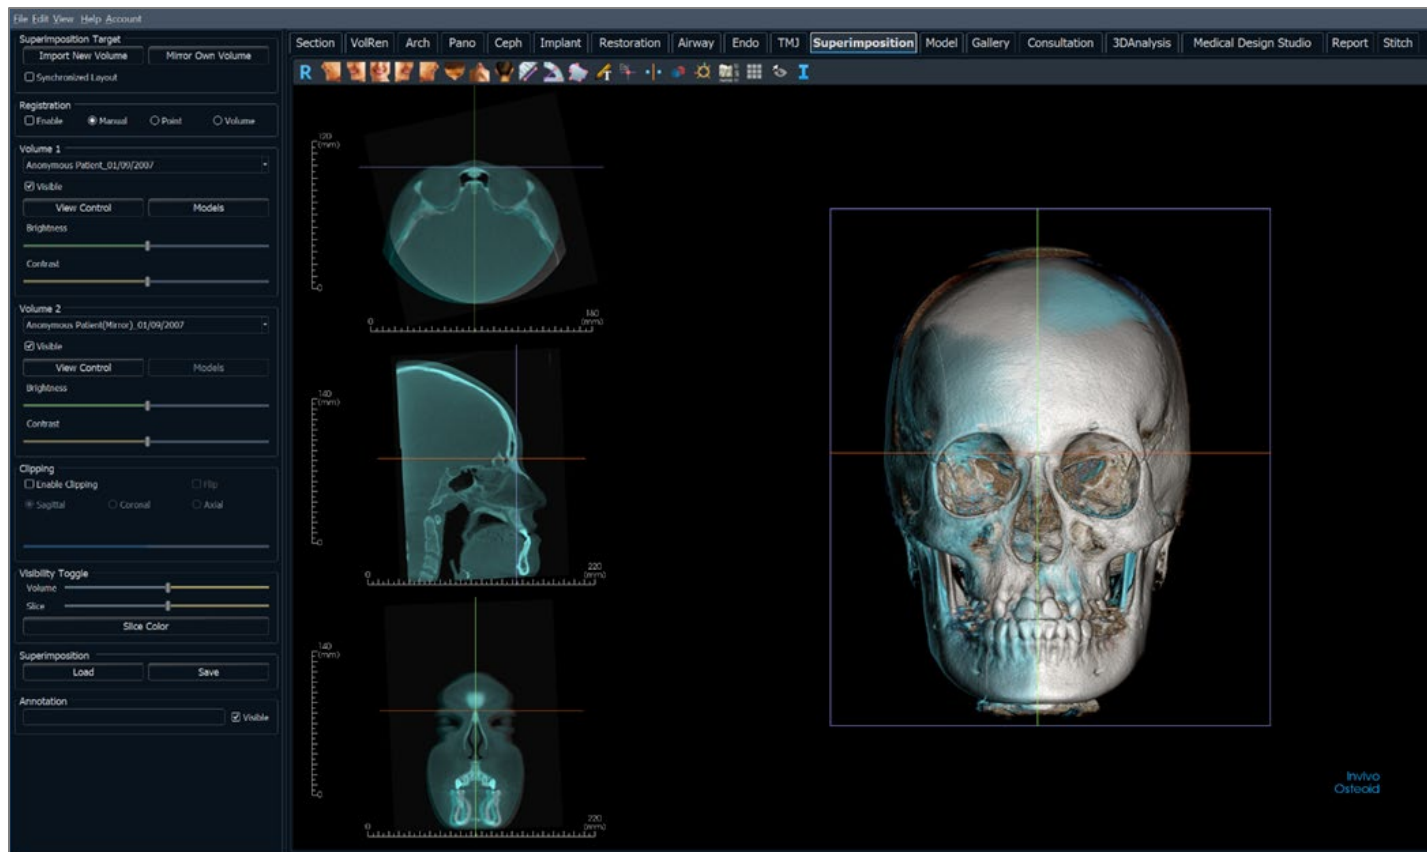 File Edit View Help Account
Superimposition Target
Import New Volume Mirror Own Volume
Synchronized Layout
Registration
Enable Manual Point Volume
Volume 1
Anonymous Patient_01/09/2007
Visible
View Control Models
Brightness
Contrast
Volume 2
Anonymous Patient(Mirror)_01/09/2007
Visible
View Control Models
Brightness
Contrast
Clipping
Enable Clipping Flip
Sagittal Coronal Axial
Visibility Toggle
Volume
Slice
Slice Color
Superimposition
Load Save
Annotation
Visible
Section VolRen Arch Pano Ceph Implant Restoration Airway Endo TMJ Superimposition Model Gallery Consultation 3DAnalysis Medical Design Studio Report Stitch
R T I
120
(mm)
0
0 160
(mm)
140
(mm)
0
0 220
(mm)
140
(mm)
0
0 220
(mm)
Invivo
Osteoid